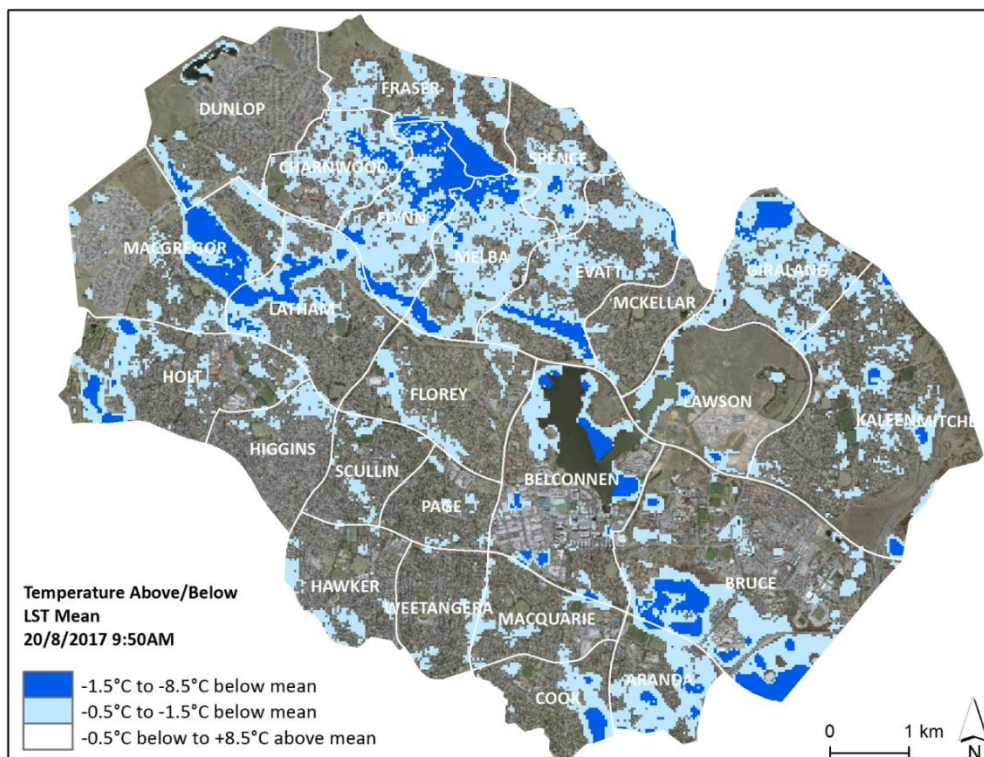 FRASER
DUNLOP
CHARNWOOD
SPENCE
FLYNN
MACGREGOR
MELBA
EVATT
GIRALANG
LATHAM
MCKELLAR
HOLT
FLOREY
LAWSON
KALEEN
MITCHE
HIGGINS
SCULLIN
BELCONNEN
PAGE
HAWKER
WEETANGERA
MACQUARIE
BRUCE
COOK
ARANDA
Temperature Above/Below
LST Mean
20/8/2017 9:50AM
-1.5°C to -8.5°C below mean
-0.5°C to -1.5°C below mean
-0.5°C below to +8.5°C above mean
0 1 km
N